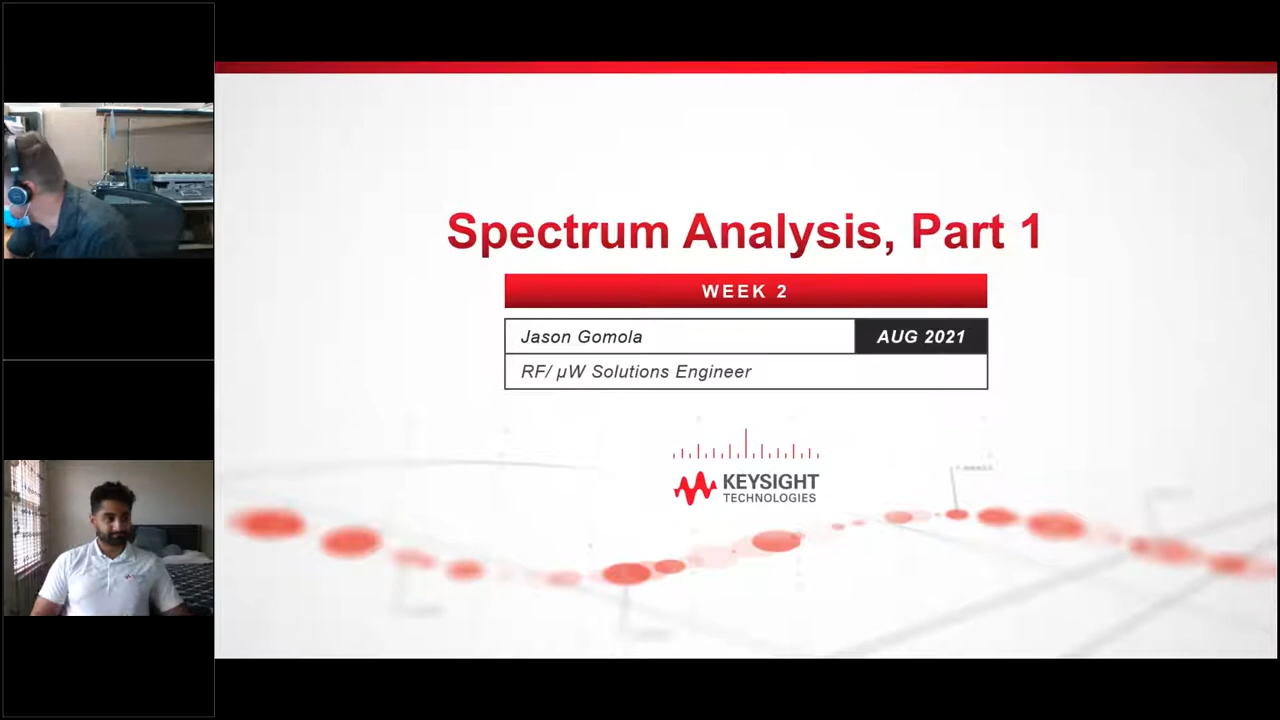 Spectrum Analysis, Part 1
WEEK 2
Jason Gomola
AUG 2021
RF/ µW Solutions Engineer
KEYSIGHT
TECHNOLOGIES